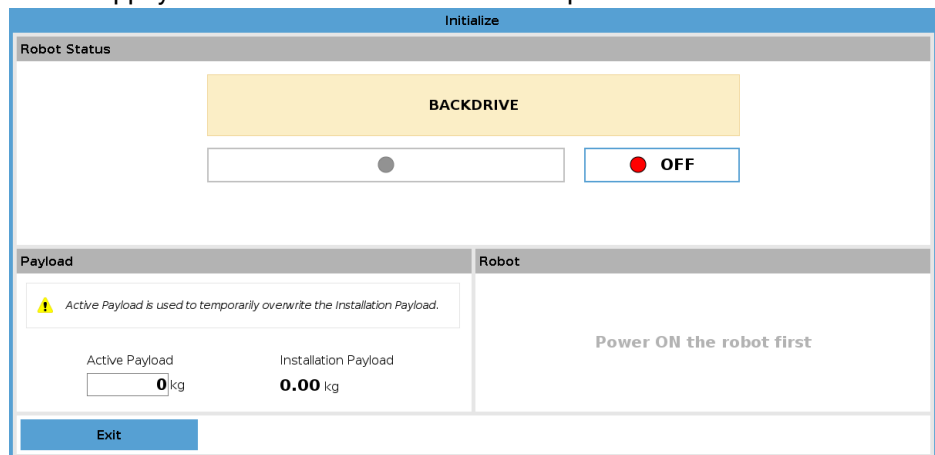 Initialize
Robot Status
BACKDRIVE
OFF
Payload
Robot
Active Payload is used to temporarily overwrite the Installation Payload.
Power ON the robot first
Active Payload
Installation Payload
0 kg
0.00 kg
Exit